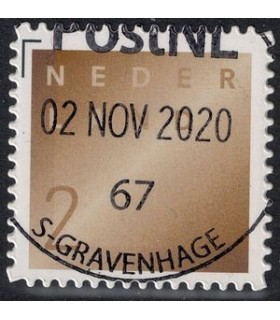 PostNL
NEDER
02 NOV 2020
67
2
S-GRAVENHAGE